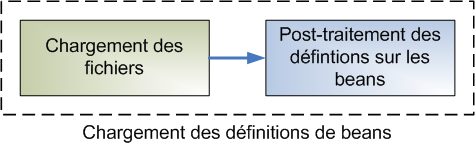 Chargement des
fichiers
Post-traitement des
défintions sur les
beans
Chargement des définitions de beans